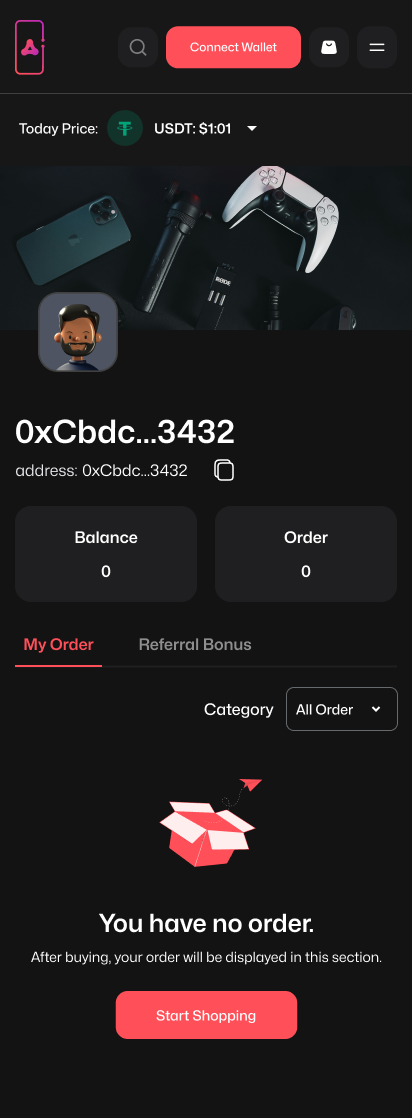 Connect Wallet
Today Price: USDT: $1:01
RØDE
0xCbdc...3432
address: 0xCbdc...3432
Balance
0
Order
0
My Order
Referral Bonus
Category
All Order
You have no order.
After buying, your order will be displayed in this section.
Start Shopping